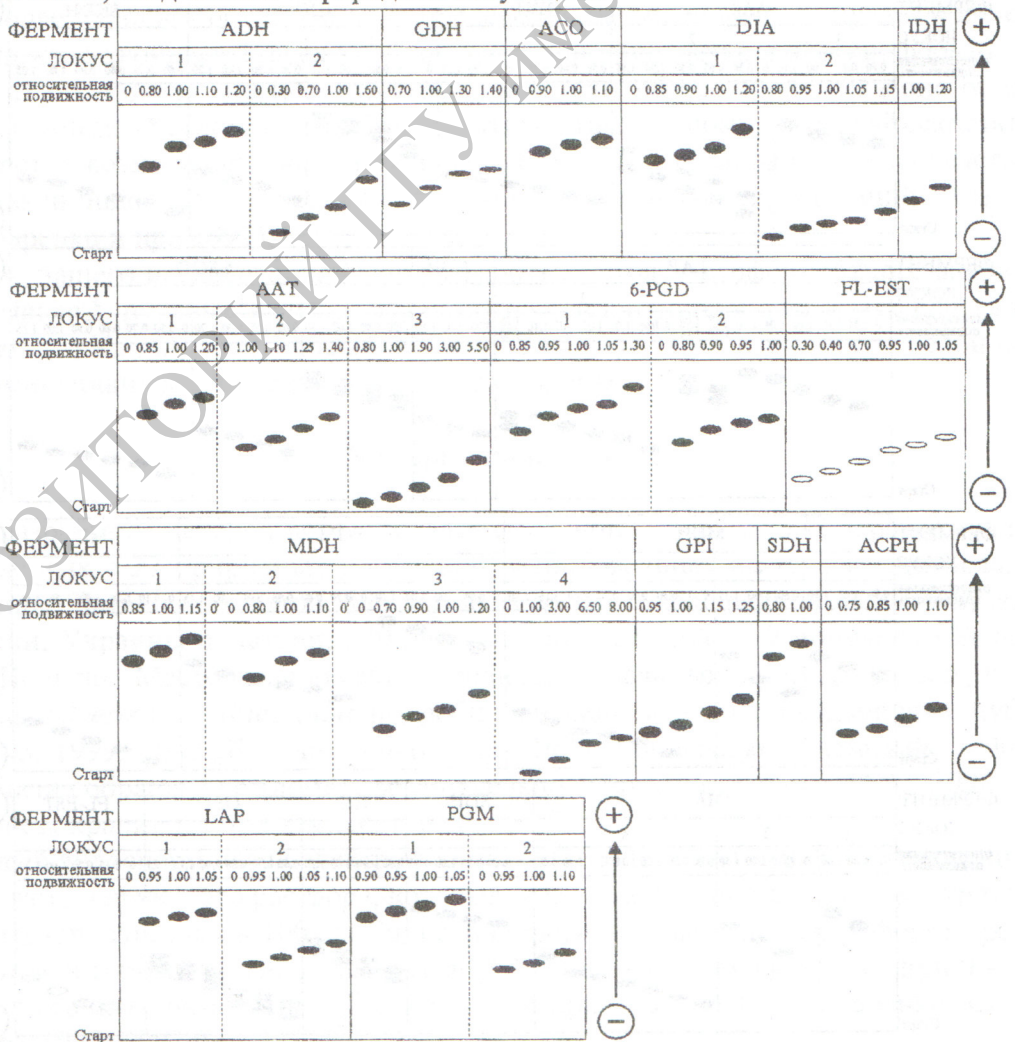 ФЕРМЕНТ ADH GDH ACO DIA IDH +
ЛОКУС 1 2 1 2
относительная подвижность 0 0.80 1.00 1.10 1.20 0 0.30 0.70 1.00 1.60 0.70 1.00 1.30 1.40 0 0.90 1.00 1.10 0 0.85 0.90 1.00 1.20 0.80 0.95 1.00 1.05 1.15 1.00 1.20
Старт −
ФЕРМЕНТ AAT 6-PGD FL-EST +
ЛОКУС 1 2 3 1 2
относительная подвижность 0 0.85 1.00 1.20 0 1.00 1.10 1.25 1.40 0.80 1.00 1.90 3.00 5.50 0 0.85 0.95 1.00 1.05 1.30 0 0.80 0.90 0.95 1.00 0.30 0.40 0.70 0.95 1.00 1.05
Старт −
ФЕРМЕНТ MDH GPI SDH ACPH +
ЛОКУС 1 2 3 4
относительная подвижность 0.85 1.00 1.15 0' 0 0.80 1.00 1.10 0' 0 0.70 0.90 1.00 1.20 0 1.00 3.00 6.50 8.00 0.95 1.00 1.15 1.25 0.80 1.00 0 0.75 0.85 1.00 1.10
Старт −
ФЕРМЕНТ LAP PGM +
ЛОКУС 1 2 1 2
относительная подвижность 0 0.95 1.00 1.05 0 0.95 1.00 1.05 1.10 0.90 0.95 1.00 1.05 0 0.95 1.00 1.10
Старт −
ОЗИТОРИЙ ГГУ ИМ